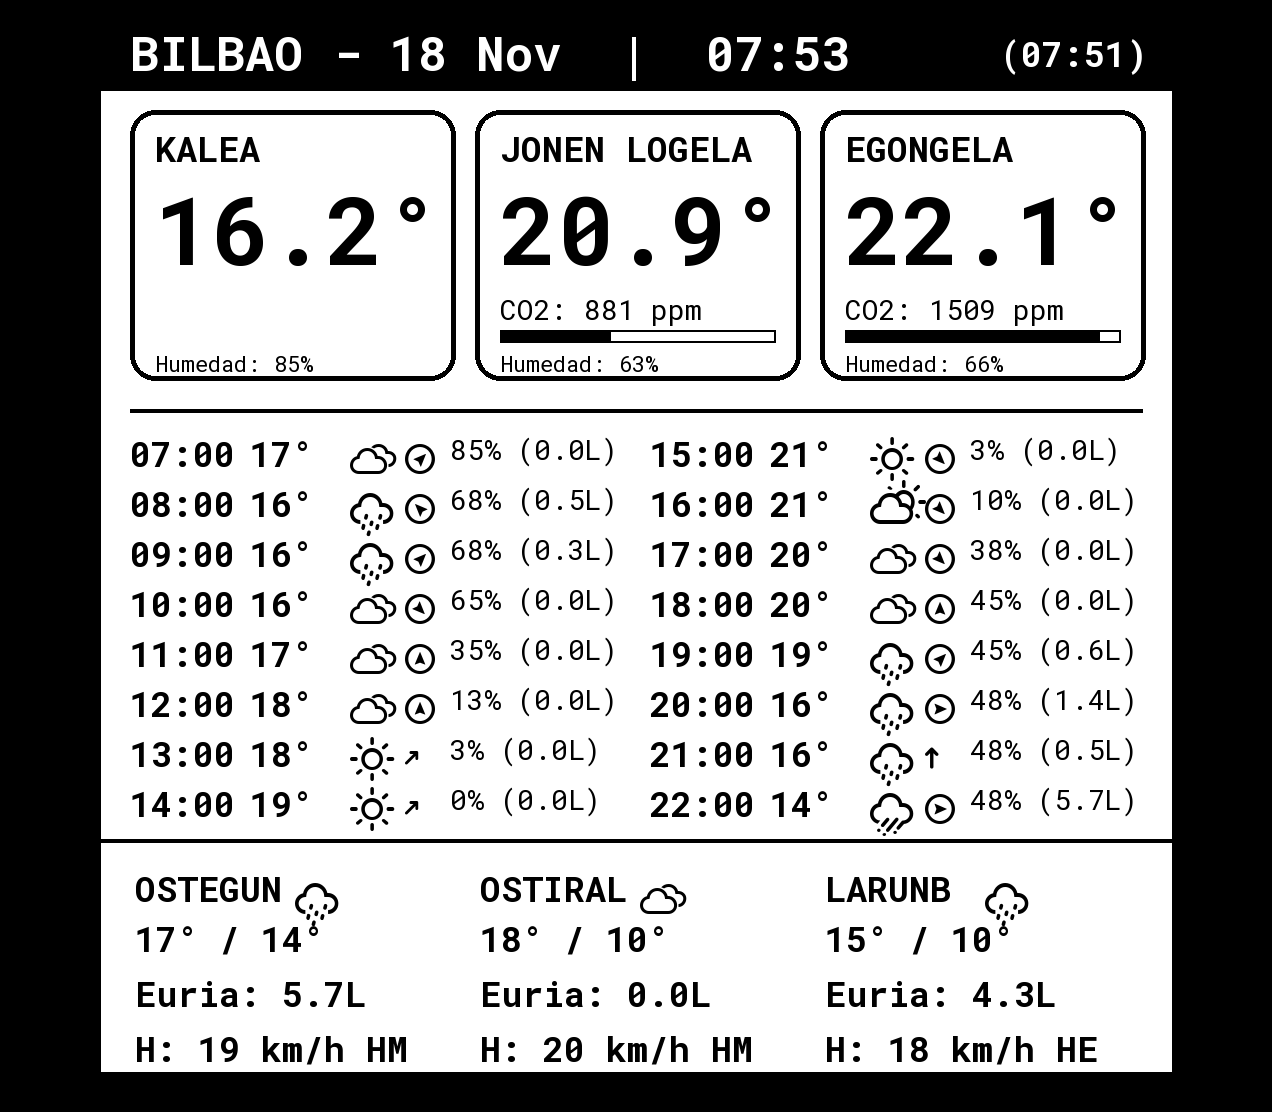 BILBAO - 18 Nov | 07:53 (07:51)
KALEA
16.2°
Humedad: 85%
JONEN LOGELA
20.9°
CO2: 881 ppm
Humedad: 63%
EGONGELA
22.1°
CO2: 1509 ppm
Humedad: 66%
07:00 17° 85% (0.0L)
08:00 16° 68% (0.5L)
09:00 16° 68% (0.3L)
10:00 16° 65% (0.0L)
11:00 17° 35% (0.0L)
12:00 18° 13% (0.0L)
13:00 18° 3% (0.0L)
14:00 19° 0% (0.0L)
15:00 21° 3% (0.0L)
16:00 21° 10% (0.0L)
17:00 20° 38% (0.0L)
18:00 20° 45% (0.0L)
19:00 19° 45% (0.6L)
20:00 16° 48% (1.4L)
21:00 16° 48% (0.5L)
22:00 14° 48% (5.7L)
OSTEGUN
17° / 14°
Euria: 5.7L
H: 19 km/h HM
OSTIRAL
18° / 10°
Euria: 0.0L
H: 20 km/h HM
LARUNB
15° / 10°
Euria: 4.3L
H: 18 km/h HE